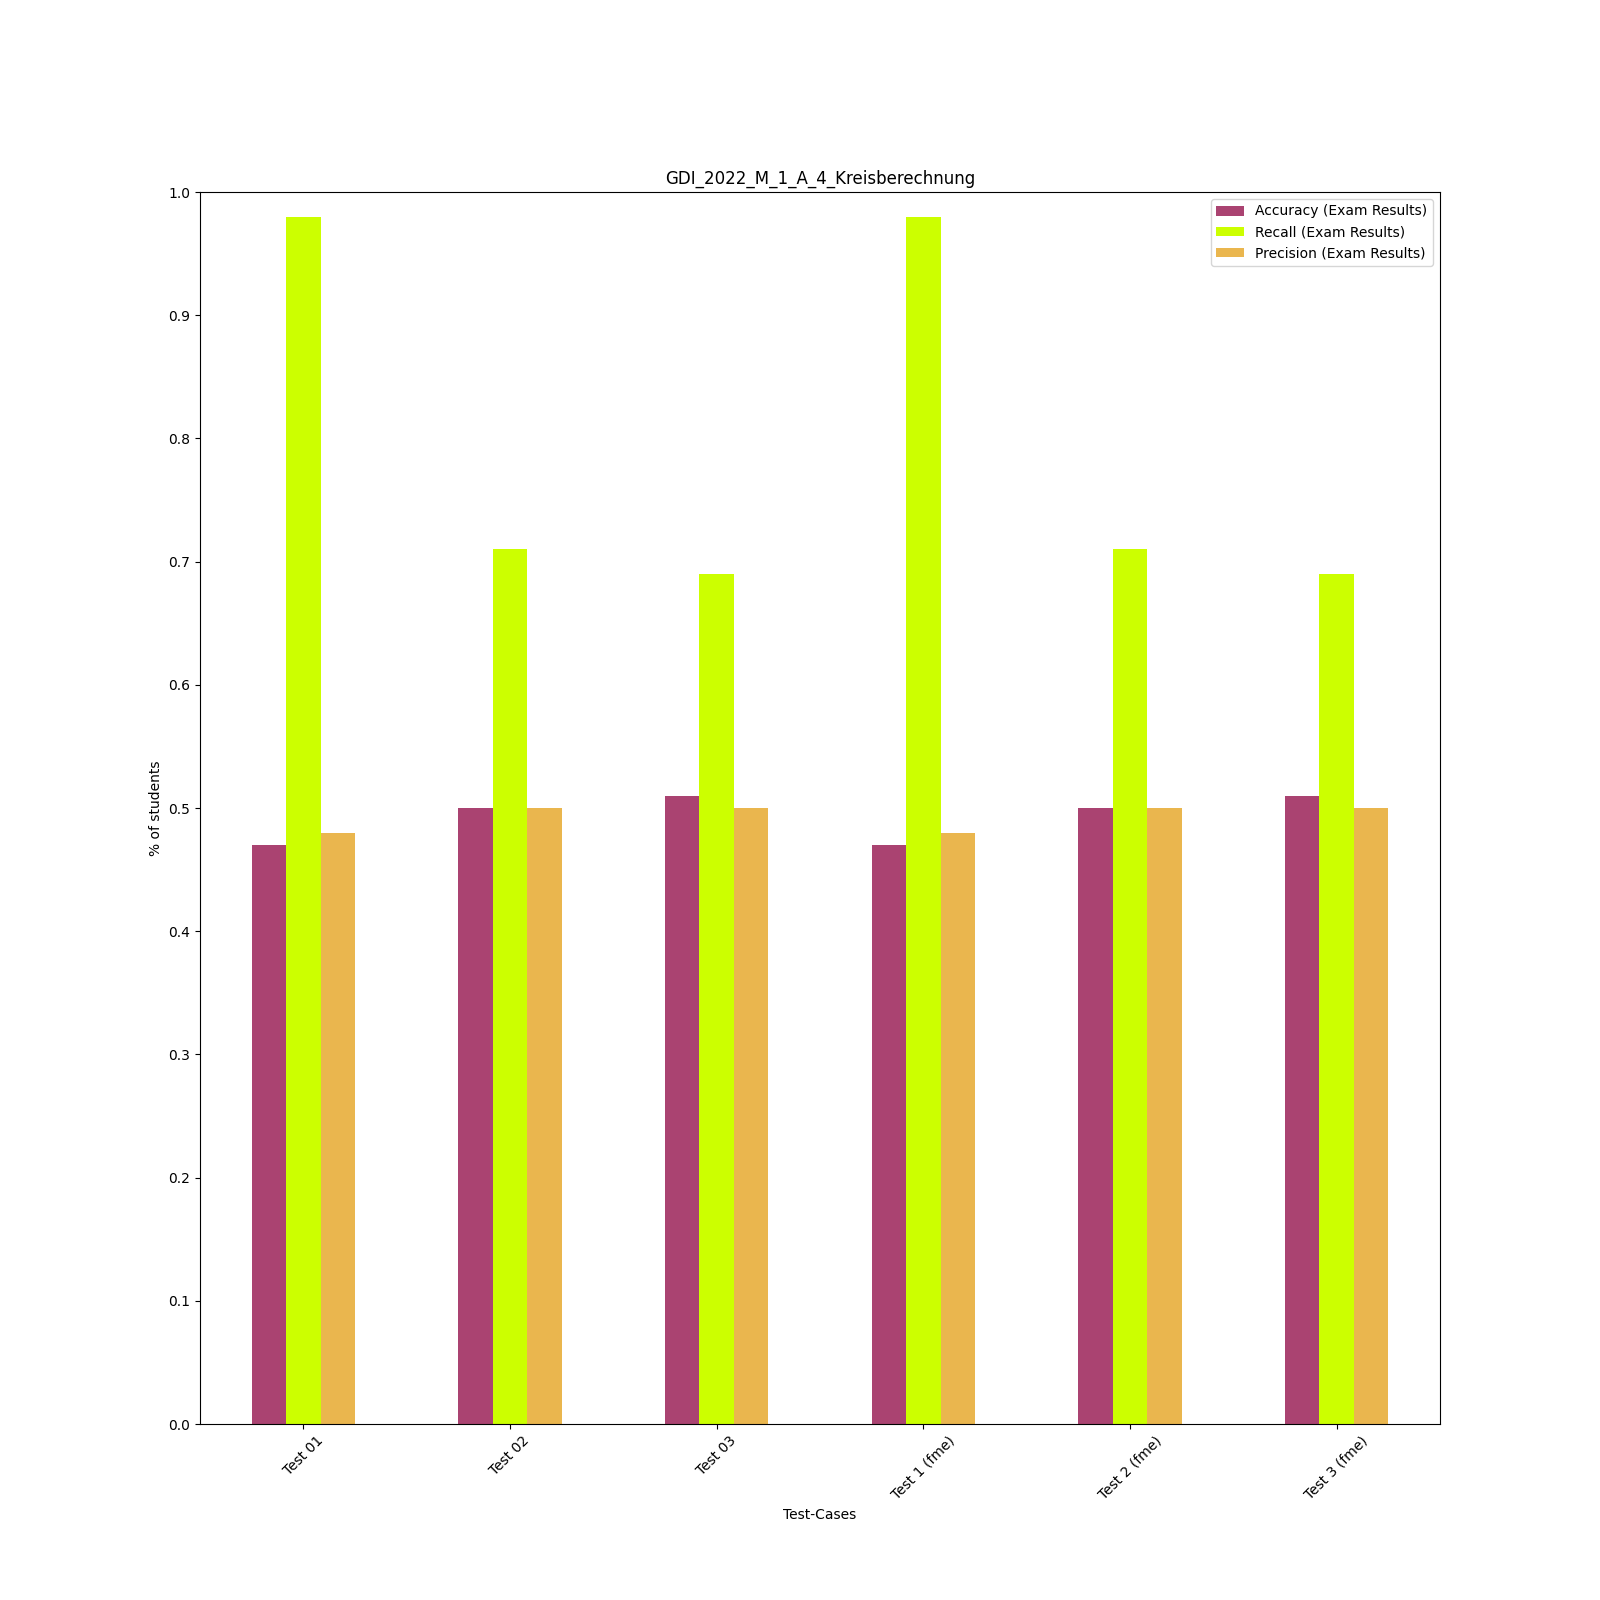 GDI_2022_M_1_A_4_Kreisberechnung
Accuracy (Exam Results)
Recall (Exam Results)
Precision (Exam Results)
1.0
0.9
0.8
0.7
0.6
0.5
0.4
0.3
0.2
0.1
0.0
% of students
Test 01
Test 02
Test 03
Test 1 (fme)
Test 2 (fme)
Test 3 (fme)
Test-Cases